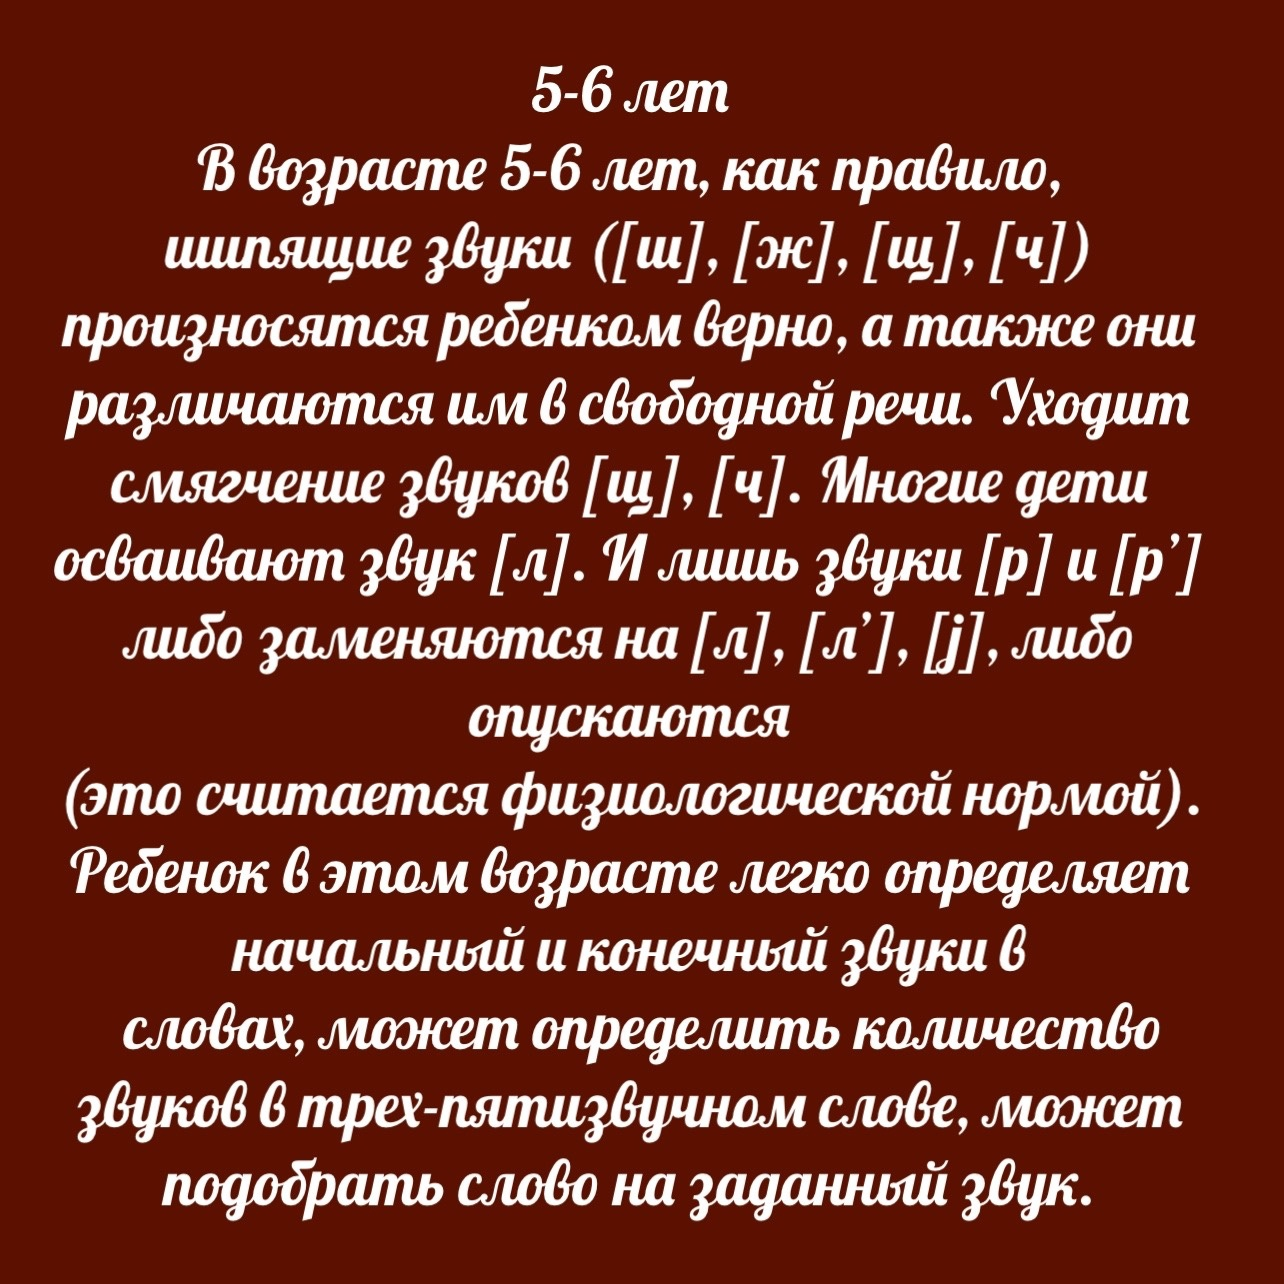 5-6 лет
В возрасте 5-6 лет, как правило,
шипящие звуки ([ш], [ж], [щ], [ч])
произносятся ребенком верно, а также они
различаются им в свободной речи. Уходит
смягчение звуков [щ], [ч]. Многие дети
осваивают звук [л]. И лишь звуки [р] и [р’]
либо заменяются на [л], [л’], [j], либо
опускаются
(это считается физиологической нормой).
Ребенок в этом возрасте легко определяет
начальный и конечный звуки в
словах, может определить количество
звуков в трех-пятизвучном слове, может
подобрать слово на заданный звук.